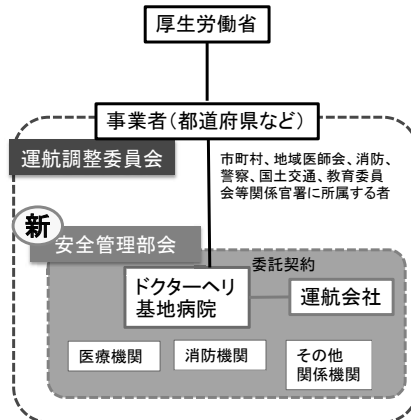 厚生労働省
事業者(都道府県など)
運航調整委員会
市町村、地域医師会、消防、
警察、国土交通、教育委員
会等関係官署に所属する者
新
安全管理部会
委託契約
ドクターヘリ
基地病院
運航会社
医療機関
消防機関
その他
関係機関